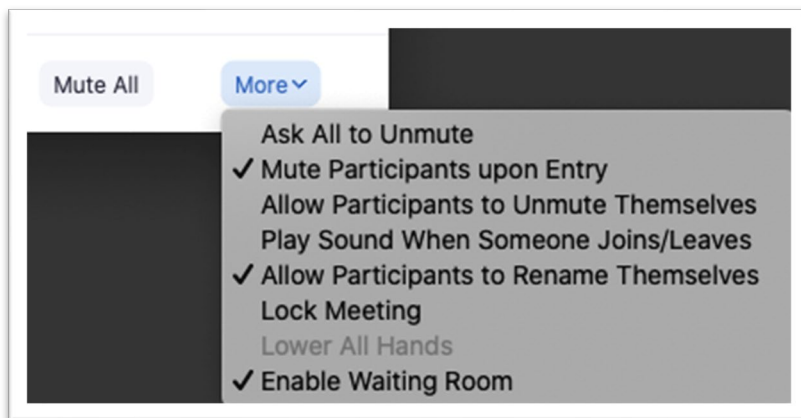 Mute All More
Ask All to Unmute
✓ Mute Participants upon Entry
Allow Participants to Unmute Themselves
Play Sound When Someone Joins/Leaves
✓ Allow Participants to Rename Themselves
Lock Meeting
Lower All Hands
✓ Enable Waiting Room